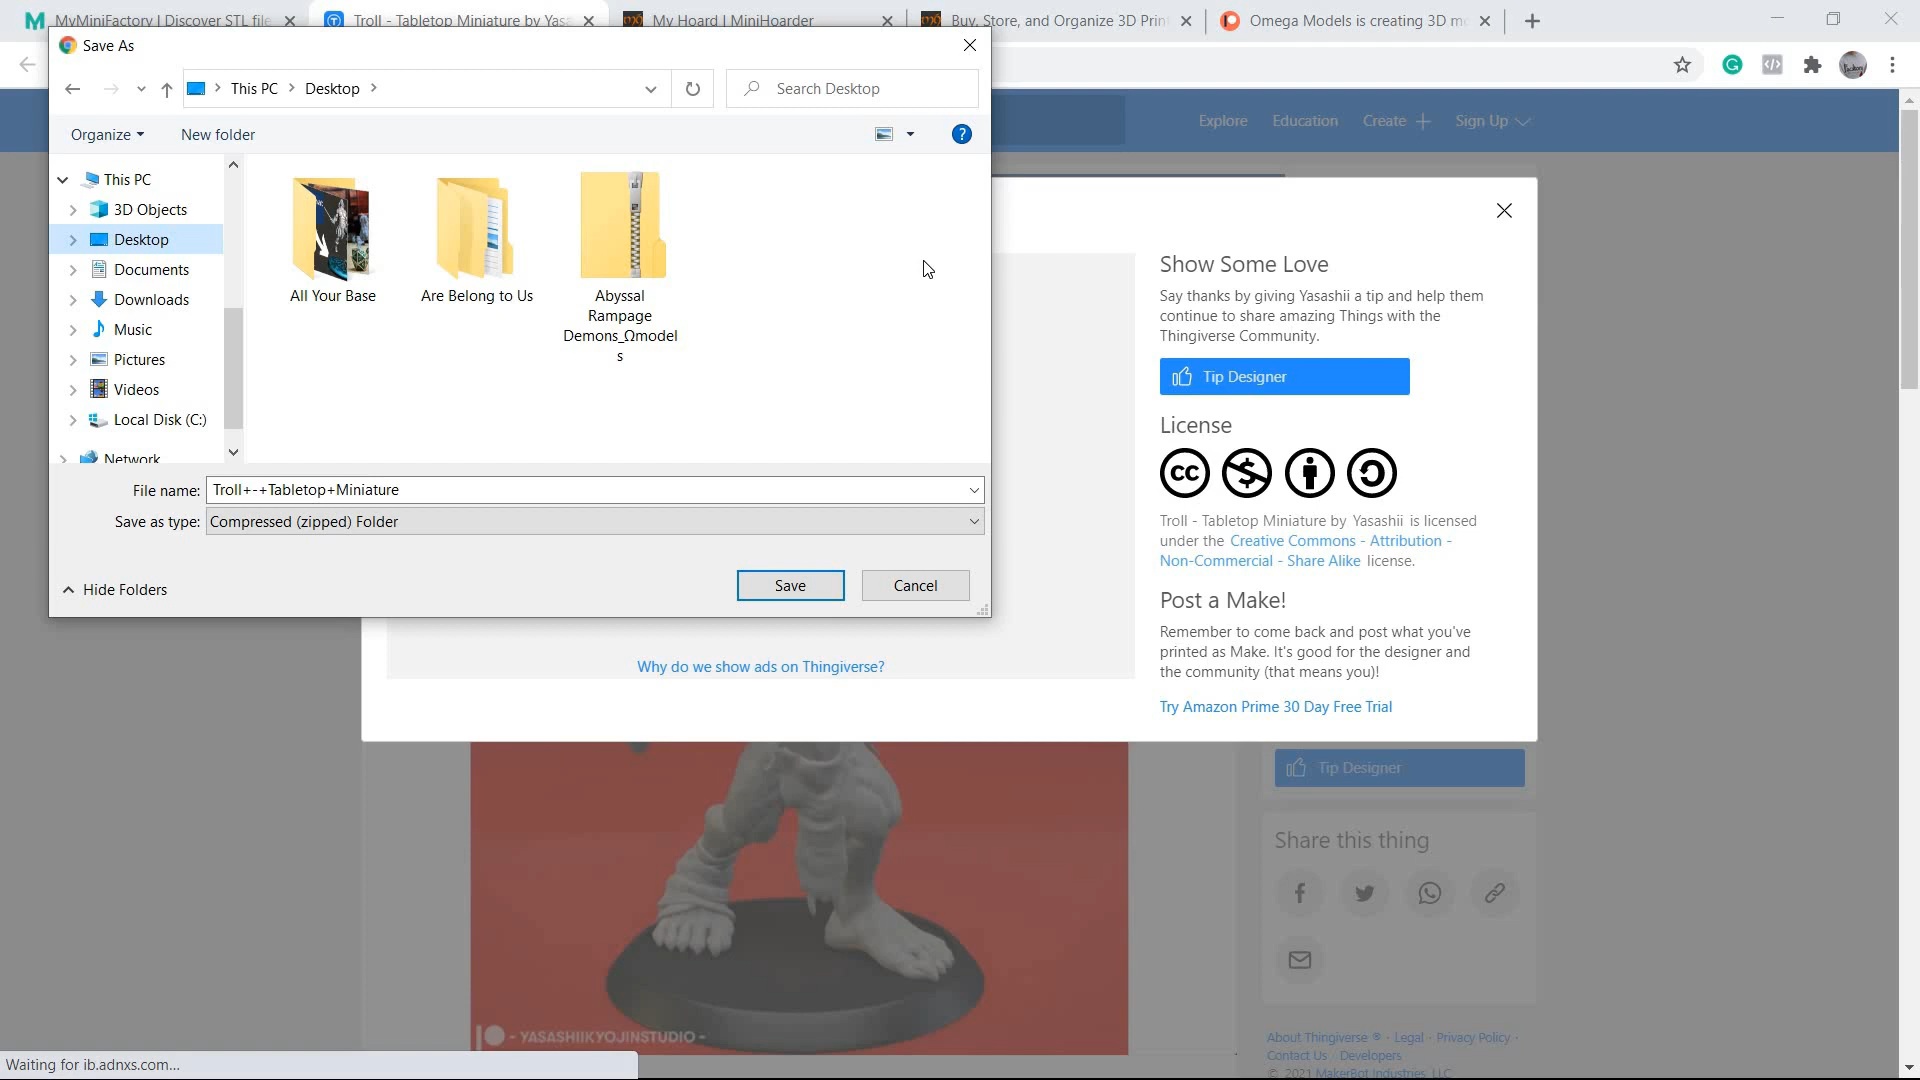 MyMiniFactory | Discover STL file
Troll - Tabletop Miniature by Yasa
My Hoard | MiniHoarder
Buy, Store, and Organize 3D Prin
Omega Models is creating 3D mo
Save As
This PC
Desktop
Search Desktop
Organize
New folder
Explore
Education
Create
Sign Up
This PC
3D Objects
Desktop
Documents
Downloads
Music
Pictures
Videos
Local Disk (C:)
Network
All Your Base
Are Belong to Us
Abyssal
Rampage
Demons_Ωmodel
s
File name:
Troll+-+Tabletop+Miniature
Save as type:
Compressed (zipped) Folder
Hide Folders
Save
Cancel
Show Some Love
Say thanks by giving Yasashii a tip and help them
continue to share amazing Things with the
Thingiverse Community.
Tip Designer
License
cc
Troll - Tabletop Miniature by Yasashii is licensed
under the Creative Commons - Attribution -
Non-Commercial - Share Alike license.
Post a Make!
Remember to come back and post what you've
printed as Make. It's good for the designer and
the community (that means you)!
Try Amazon Prime 30 Day Free Trial
Why do we show ads on Thingiverse?
Tip Designer
Share this thing
- YASASHIIKYOJINSTUDIO -
About Thingiverse ® · Legal · Privacy Policy ·
Contact Us · Developers
© 2021 MakerBot Industries, LLC
Waiting for ib.adnxs.com...